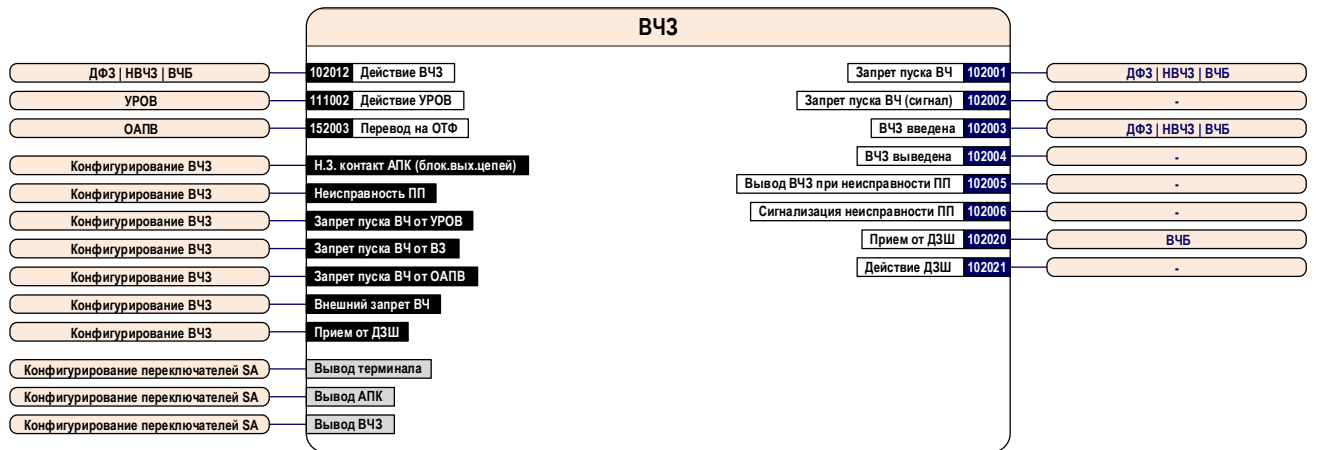 ВЧЗ
ДФЗ | НВЧЗ | ВЧБ 102012 Действие ВЧЗ Запрет пуска ВЧ 102001 ДФЗ | НВЧЗ | ВЧБ
УРОВ 111002 Действие УРОВ Запрет пуска ВЧ (сигнал) 102002 -
ОАПВ 152003 Перевод на ОТФ ВЧЗ введена 102003 ДФЗ | НВЧЗ | ВЧБ
ВЧЗ выведена 102004 -
Конфигурирование ВЧЗ Н.З. контакт АПК (блок.вых.цепей)
Вывод ВЧЗ при неисправности ПП 102005 -
Конфигурирование ВЧЗ Неисправность ПП
Сигнализация неисправности ПП 102006 -
Конфигурирование ВЧЗ Запрет пуска ВЧ от УРОВ
Прием от ДЗШ 102020 ВЧБ
Конфигурирование ВЧЗ Запрет пуска ВЧ от ВЗ
Действие ДЗШ 102021 -
Конфигурирование ВЧЗ Запрет пуска ВЧ от ОАПВ
Конфигурирование ВЧЗ Внешний запрет ВЧ
Конфигурирование ВЧЗ Прием от ДЗШ
Конфигурирование переключателей SA Вывод терминала
Конфигурирование переключателей SA Вывод АПК
Конфигурирование переключателей SA Вывод ВЧЗ